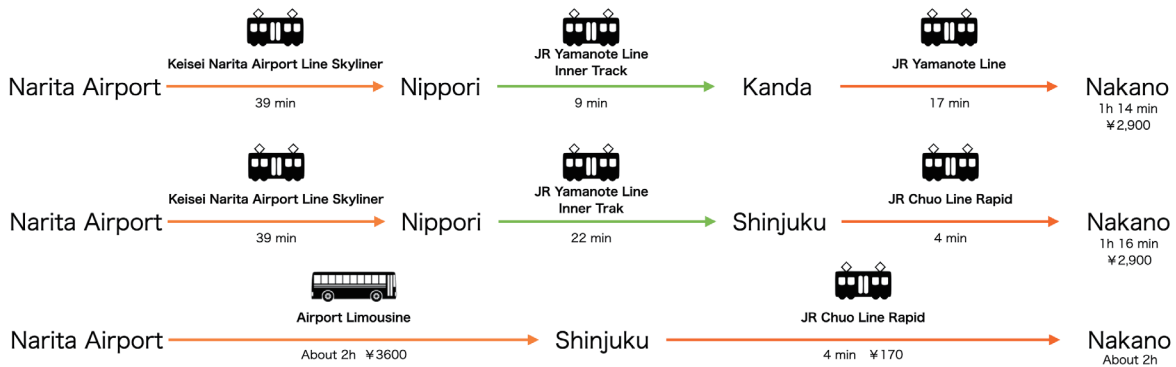 Keisei Narita Airport Line Skyliner
JR Yamanote Line
Inner Track
JR Yamanote Line
Narita Airport
Nippori
Kanda
Nakano
39 min
9 min
17 min
1h 14 min
￥2,900
Keisei Narita Airport Line Skyliner
JR Yamanote Line
Inner Trak
JR Chuo Line Rapid
Narita Airport
Nippori
Shinjuku
Nakano
39 min
22 min
4 min
1h 16 min
￥2,900
Airport Limousine
JR Chuo Line Rapid
Narita Airport
Shinjuku
Nakano
About 2h ￥3600
4 min ￥170
About 2h